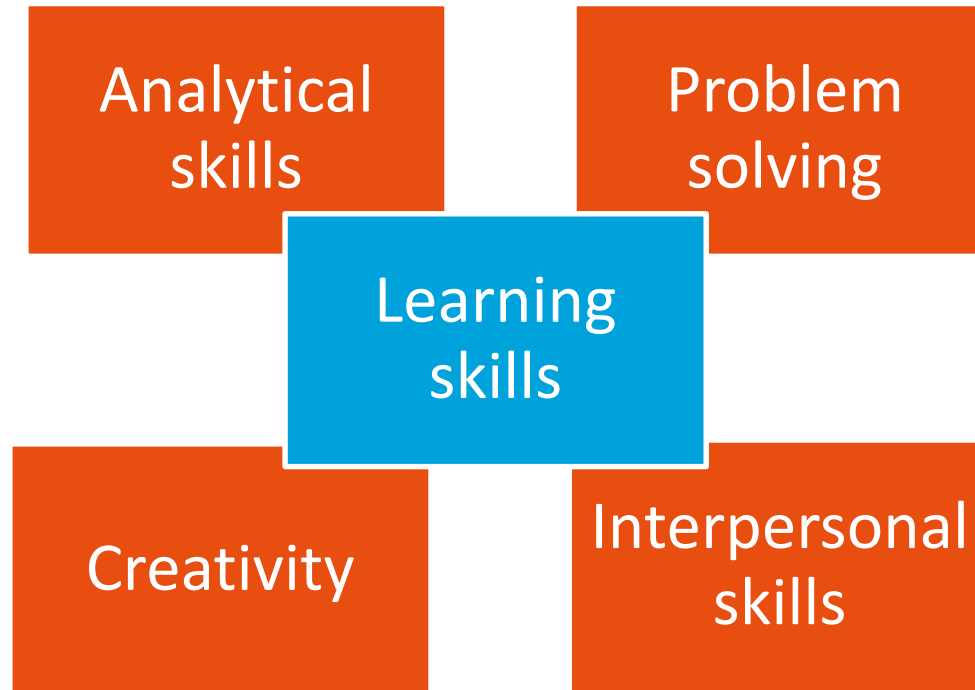 Analytical
skills
Problem
solving
Learning
skills
Creativity
Interpersonal
skills